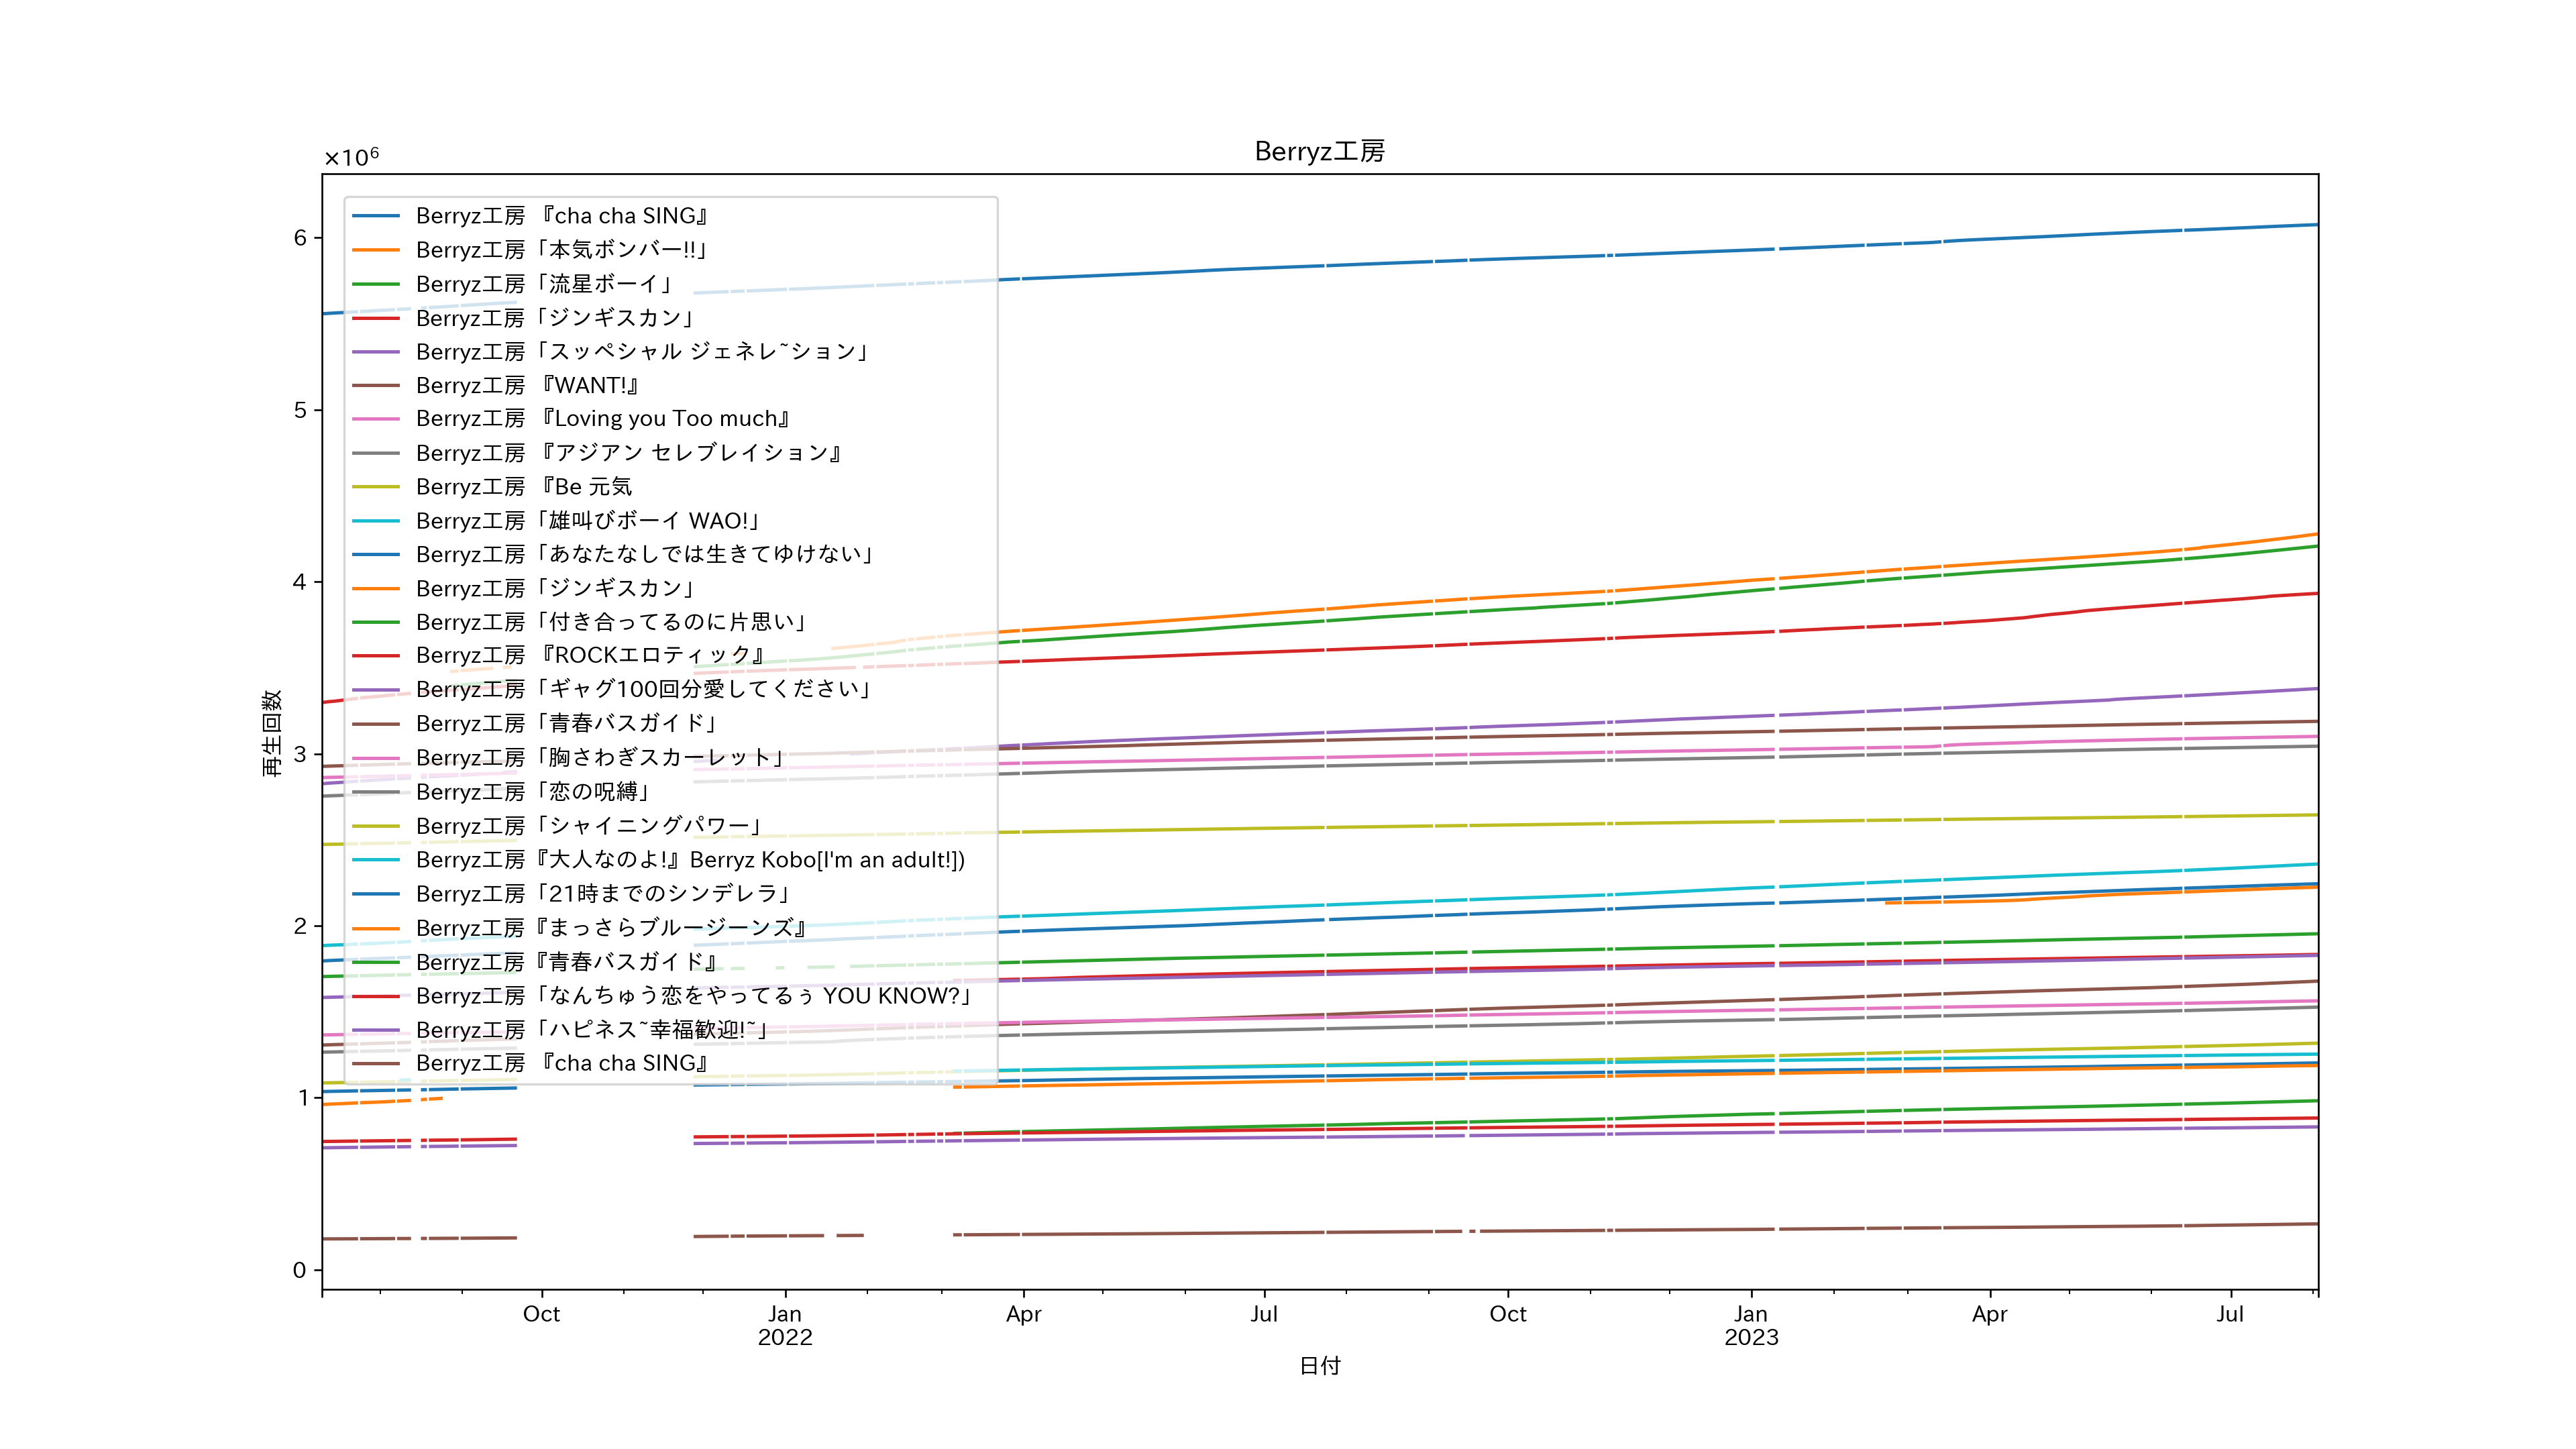 Berryz工房
×10⁶
6
5
4
3
2
1
0
再生回数
Berryz工房 『cha cha SING』
Berryz工房「本気ボンバー!!」
Berryz工房「流星ボーイ」
Berryz工房「ジンギスカン」
Berryz工房「スッペシャル ジェネレ~ション」
Berryz工房 『WANT!』
Berryz工房 『Loving you Too much』
Berryz工房 『アジアン セレブレイション』
Berryz工房 『Be 元気
Berryz工房「雄叫びボーイ WAO!」
Berryz工房「あなたなしでは生きてゆけない」
Berryz工房「ジンギスカン」
Berryz工房「付き合ってるのに片思い」
Berryz工房 『ROCKエロティック』
Berryz工房「ギャグ100回分愛してください」
Berryz工房「青春バスガイド」
Berryz工房「胸さわぎスカーレット」
Berryz工房「恋の呪縛」
Berryz工房「シャイニングパワー」
Berryz工房『大人なのよ!』Berryz Kobo[I'm an adult!])
Berryz工房「21時までのシンデレラ」
Berryz工房『まっさらブルージーンズ』
Berryz工房『青春バスガイド』
Berryz工房「なんちゅう恋をやってるぅ YOU KNOW?」
Berryz工房「ハピネス~幸福歓迎!~」
Berryz工房 『cha cha SING』
Oct Jan Apr Jul Oct Jan Apr Jul
2022 2023
日付